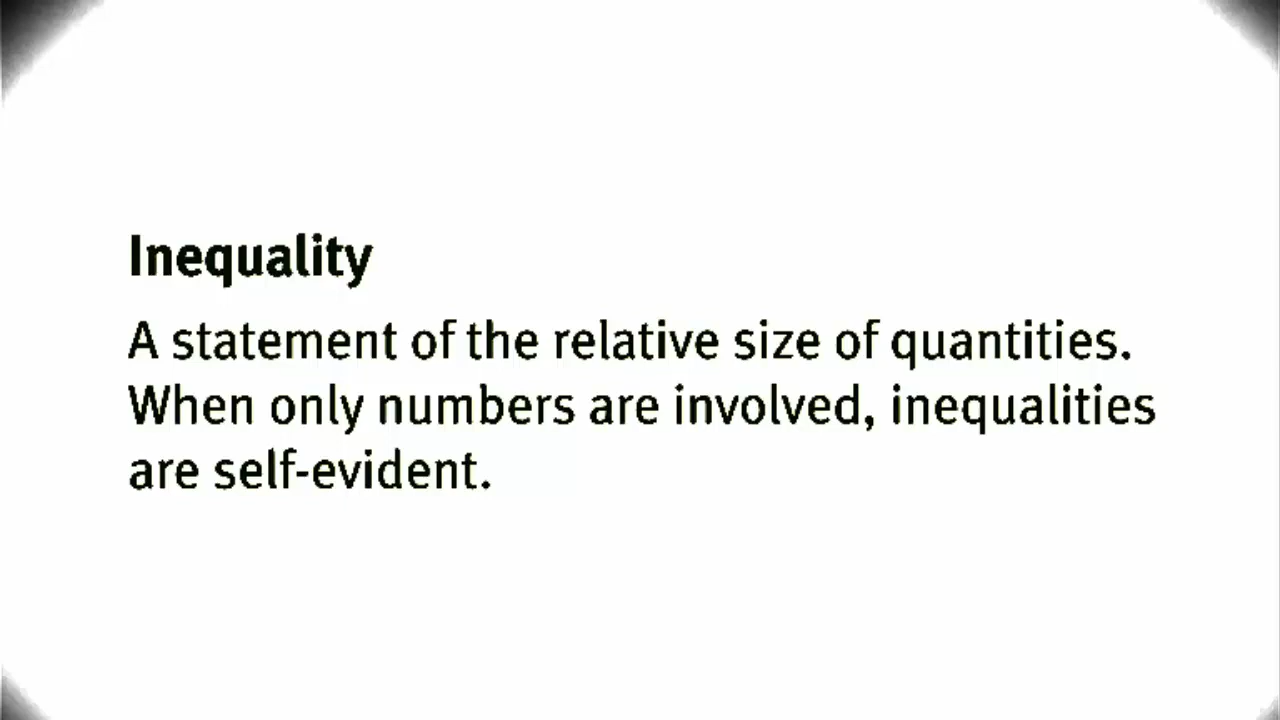 Inequality
A statement of the relative size of quantities.
When only numbers are involved, inequalities
are self-evident.